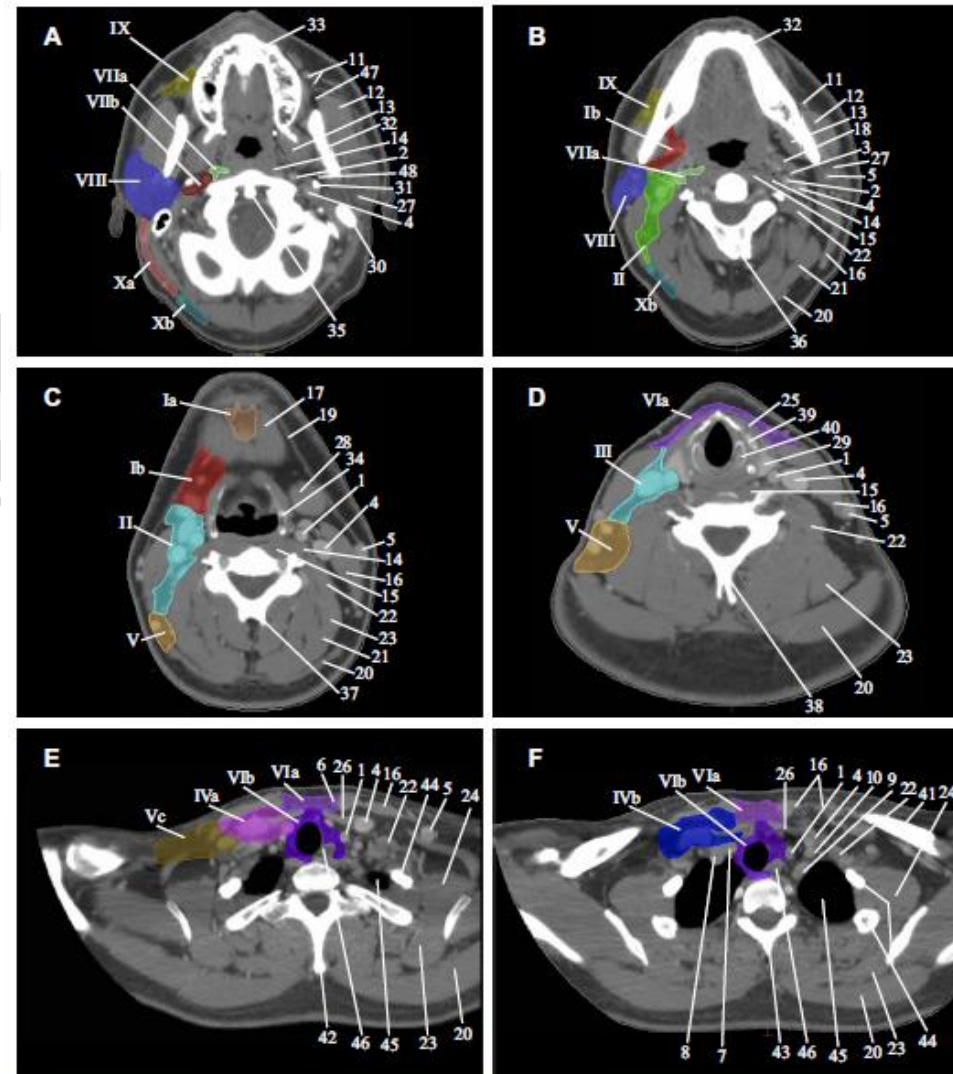 A
IX
33
VIIa
11
47
VIIb
12
13
32
14
2
48
VIII
31
27
4
30
Xa
Xb
35
B
32
IX
11
Ib
12
13
18
VIIa
3
27
5
2
4
14
15
VIII
22
16
II
21
Xb
20
36
C
Ia
17
19
28
Ib
34
1
4
II
5
14
16
15
22
V
23
21
20
37
D
VIa
25
39
40
III
29
1
4
15
16
V
5
22
23
20
38
E
VIb
VIa
6
26
1
4
16
44
5
IVa
22
24
Vc
42
46
45
23
20
F
VIb
VIa
26
16
1
4
10
9
22
41
24
IVb
8
7
43
46
45
20
23
44